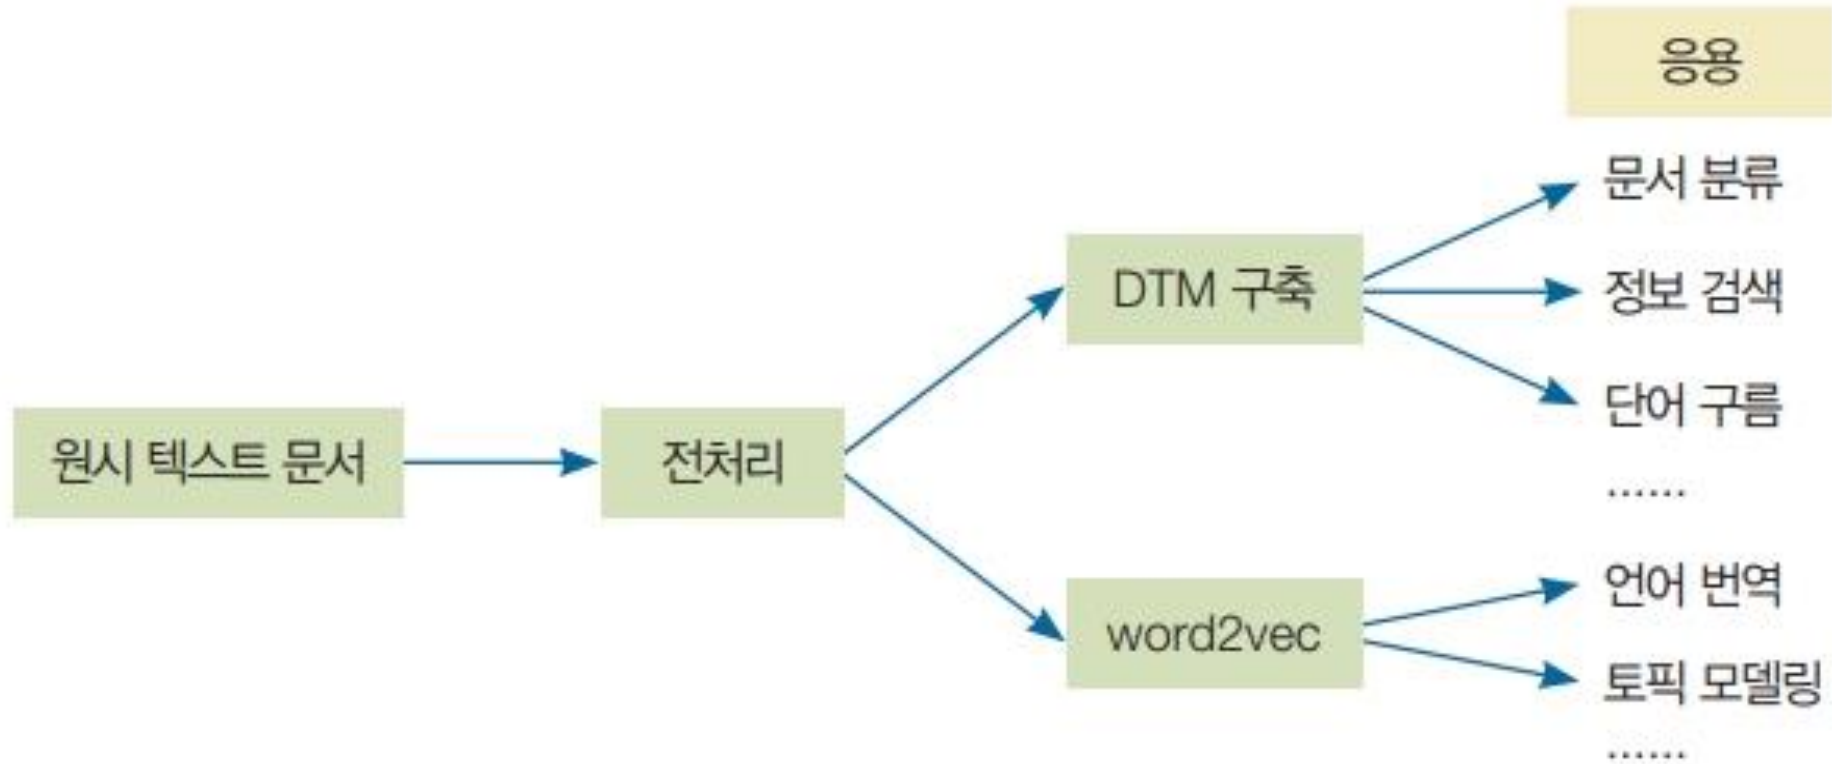 응용
문서 분류
DTM 구축
정보 검색
단어 구름
원시 텍스트 문서
전처리
......
언어 번역
word2vec
토픽 모델링
......